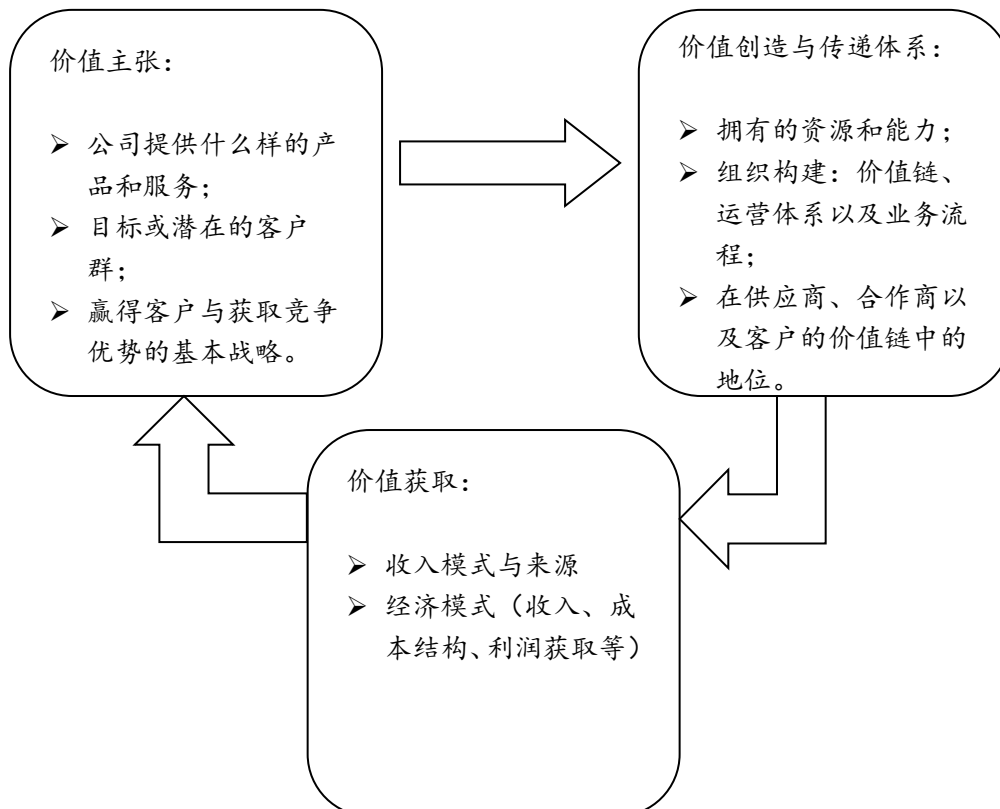 价值主张：
➢ 公司提供什么样的产
品和服务；
➢ 目标或潜在的客户
群；
➢ 赢得客户与获取竞争
优势的基本战略。
价值创造与传递体系：
➢ 拥有的资源和能力；
➢ 组织构建：价值链、
运营体系以及业务流
程；
➢ 在供应商、合作商以
及客户的价值链中的
地位。
价值获取：
➢ 收入模式与来源
➢ 经济模式（收入、成
本结构、利润获取等）